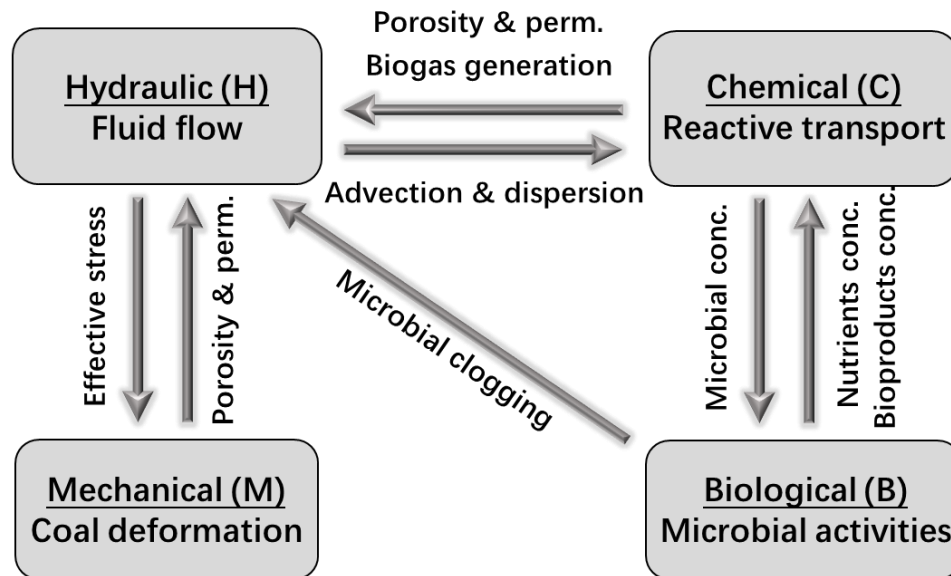 Porosity & perm.
Biogas generation
Hydraulic (H)
Fluid flow
Chemical (C)
Reactive transport
Advection & dispersion
Effective stress
Porosity & perm.
Microbial clogging
Microbial conc.
Nutrients conc.
Bioproducts conc.
Mechanical (M)
Coal deformation
Biological (B)
Microbial activities